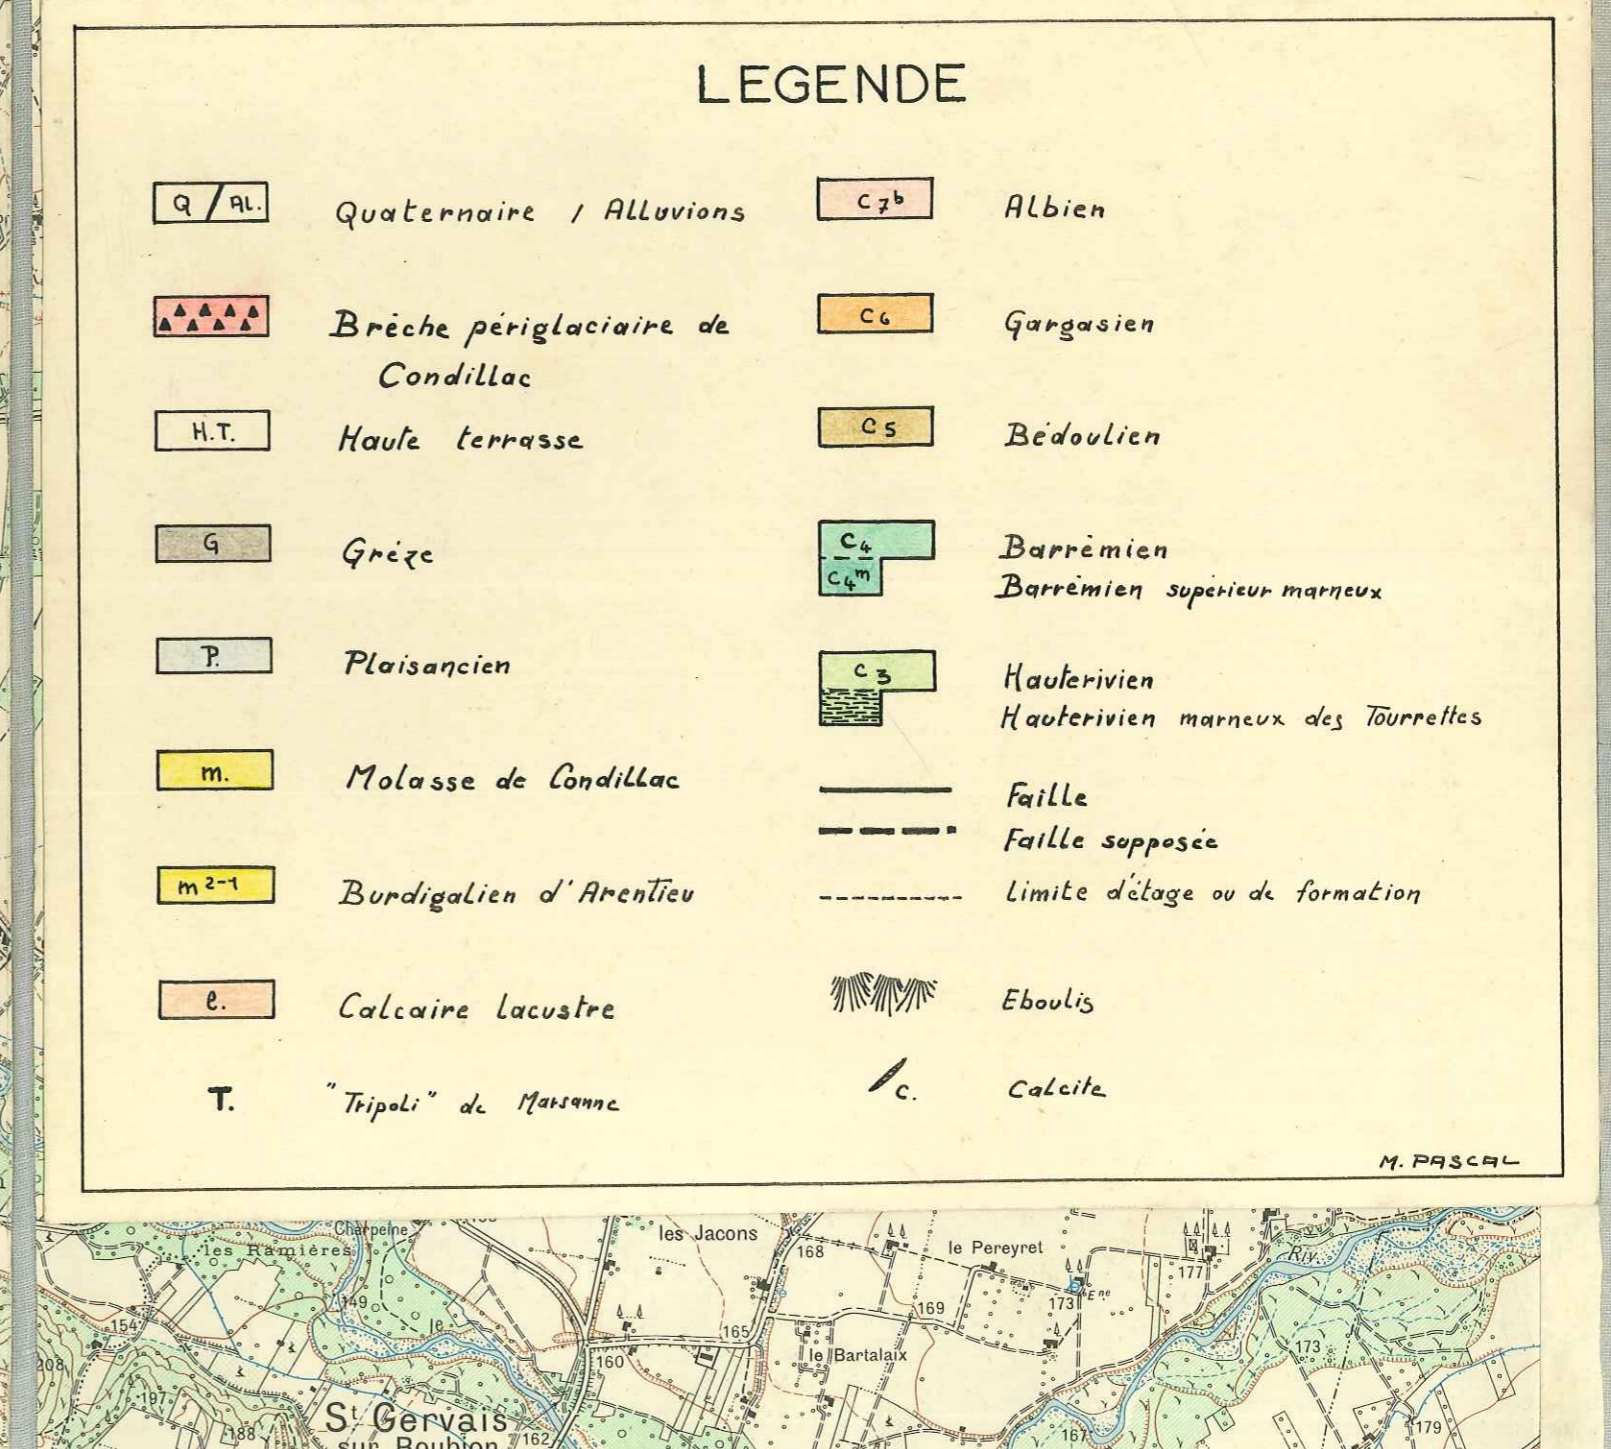 LEGENDE
Q / Al.
Quaternaire / Alluvions
Brèche périglaciaire de
Condillac
H.T.
Haute terrasse
G
Grèze
P.
Plaisancien
m.
Molasse de Condillac
m 2-1
Burdigalien d'Arentieu
e.
Calcaire lacustre
T.
"Tripoli" de Marsanne
C7b
Albien
C6
Gargasien
C5
Bédoulien
C4
Barrémien
C4m
Barrémien supérieur marneux
C3
Hauterivien
Hauterivien marneux des Tourrettes
Faille
Faille supposée
Limite d'étage ou de formation
Eboulis
c.
Calcite
M. PASCAL
Charpeine
les Ramières
les Jacons
168
le Pereyret
Riv
177
149
154
le
169
173
165
160
le Bartalaix
173
208
197
188
St Gervais
sur Roubion
162
167
179